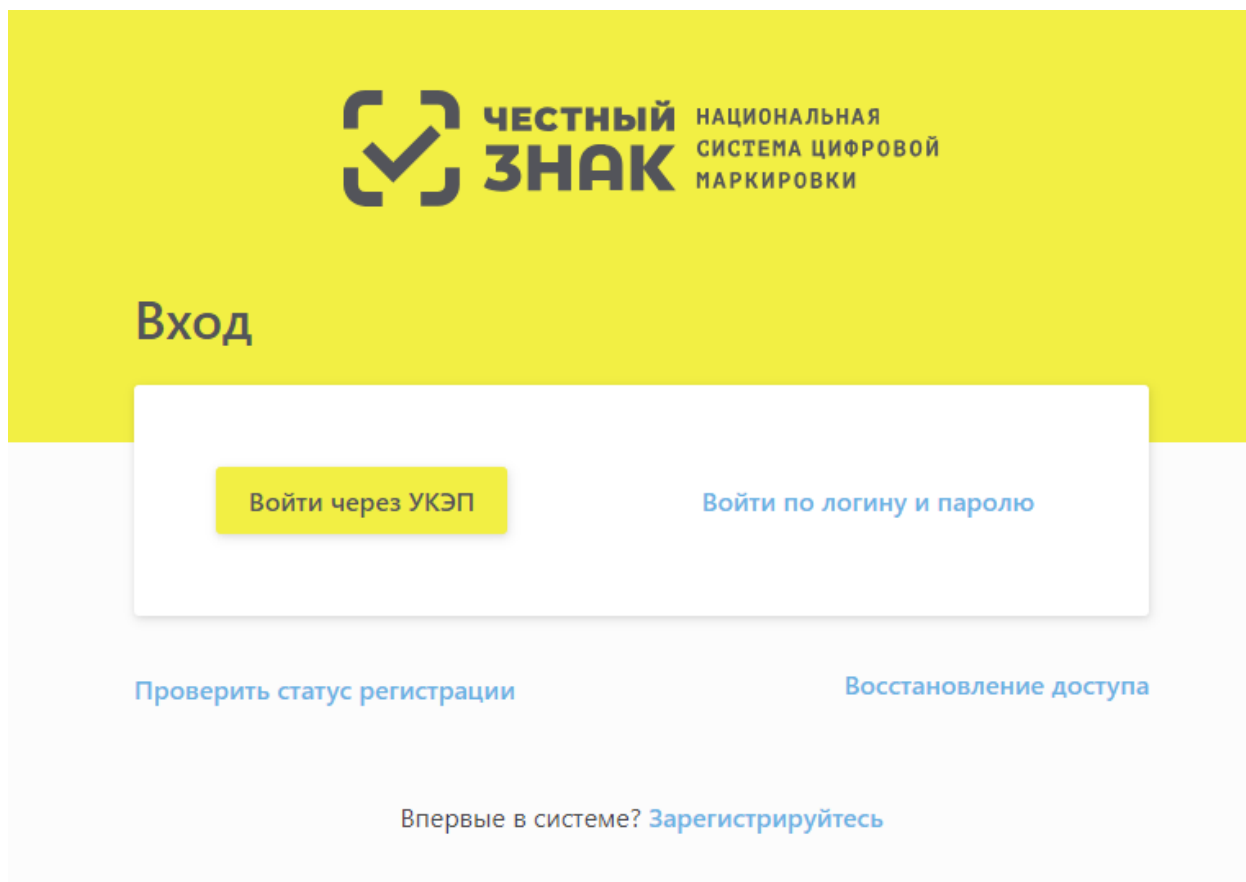 ЧЕСТНЫЙ
ЗНАК
НАЦИОНАЛЬНАЯ
СИСТЕМА ЦИФРОВОЙ
МАРКИРОВКИ
Вход
Войти через УКЭП
Войти по логину и паролю
Проверить статус регистрации
Восстановление доступа
Впервые в системе? Зарегистрируйтесь